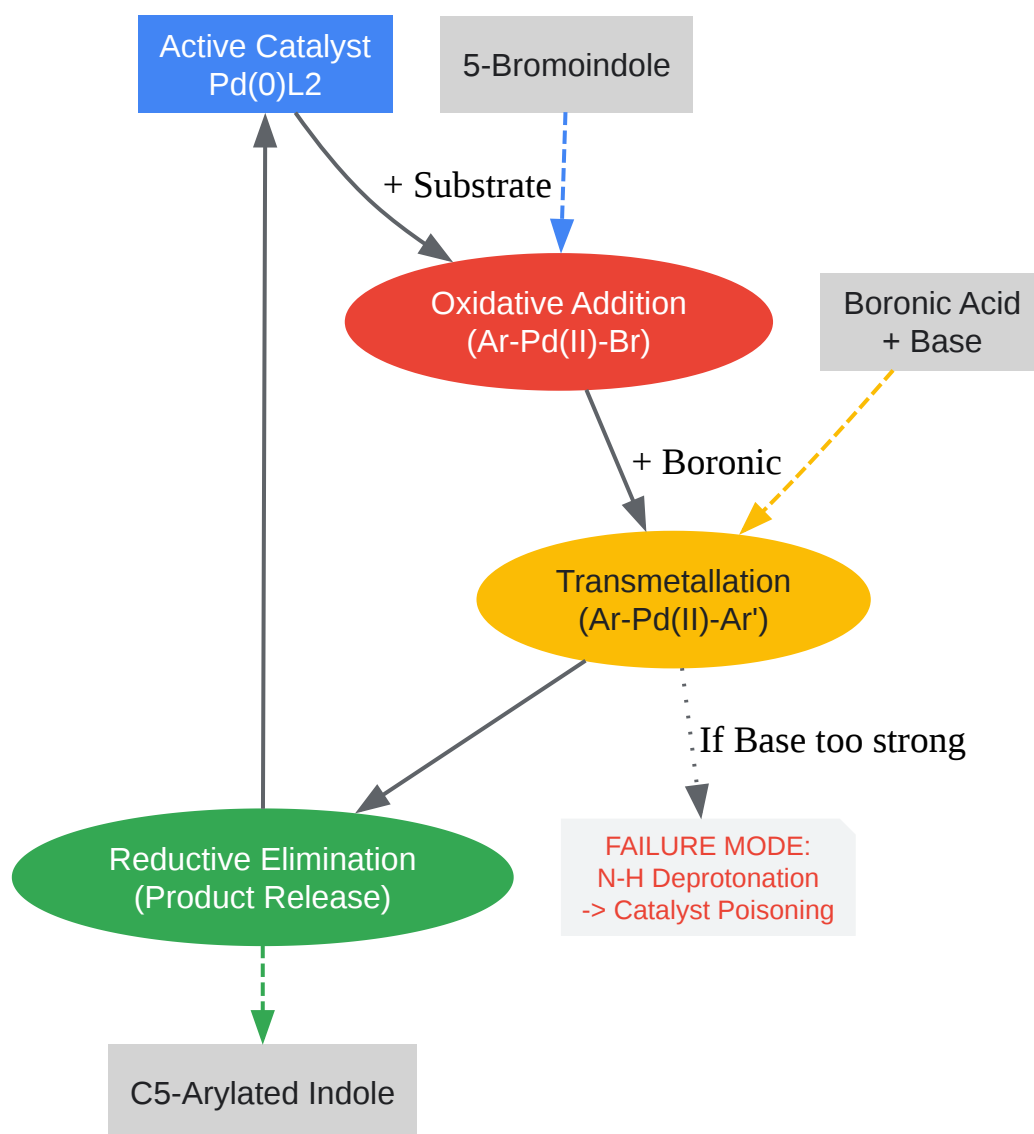 Active Catalyst
Pd(0)L2
5-Bromoindole
+ Substrate
Oxidative Addition
(Ar-Pd(II)-Br)
Boronic Acid
+ Base
+ Boronic
Transmetallation
(Ar-Pd(II)-Ar')
If Base too strong
FAILURE MODE:
N-H Deprotonation
-> Catalyst Poisoning
Reductive Elimination
(Product Release)
C5-Arylated Indole